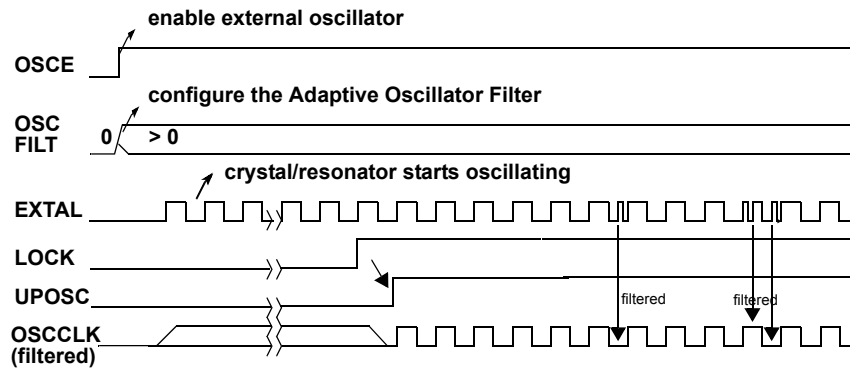 enable external oscillator
OSCE
configure the Adaptive Oscillator Filter
OSC
FILT
0 > 0
crystal/resonator starts oscillating
EXTAL
LOCK
UPOSC
filtered
filtered
OSCCLK
(filtered)